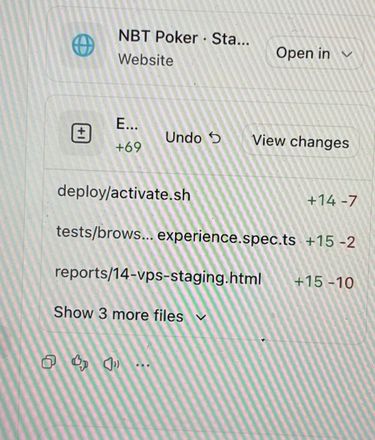 NBT Poker · Sta...
Website
Open in
E...
+69
Undo
View changes
deploy/activate.sh +14 -7
tests/brows... experience.spec.ts +15 -2
reports/14-vps-staging.html +15 -10
Show 3 more files
...